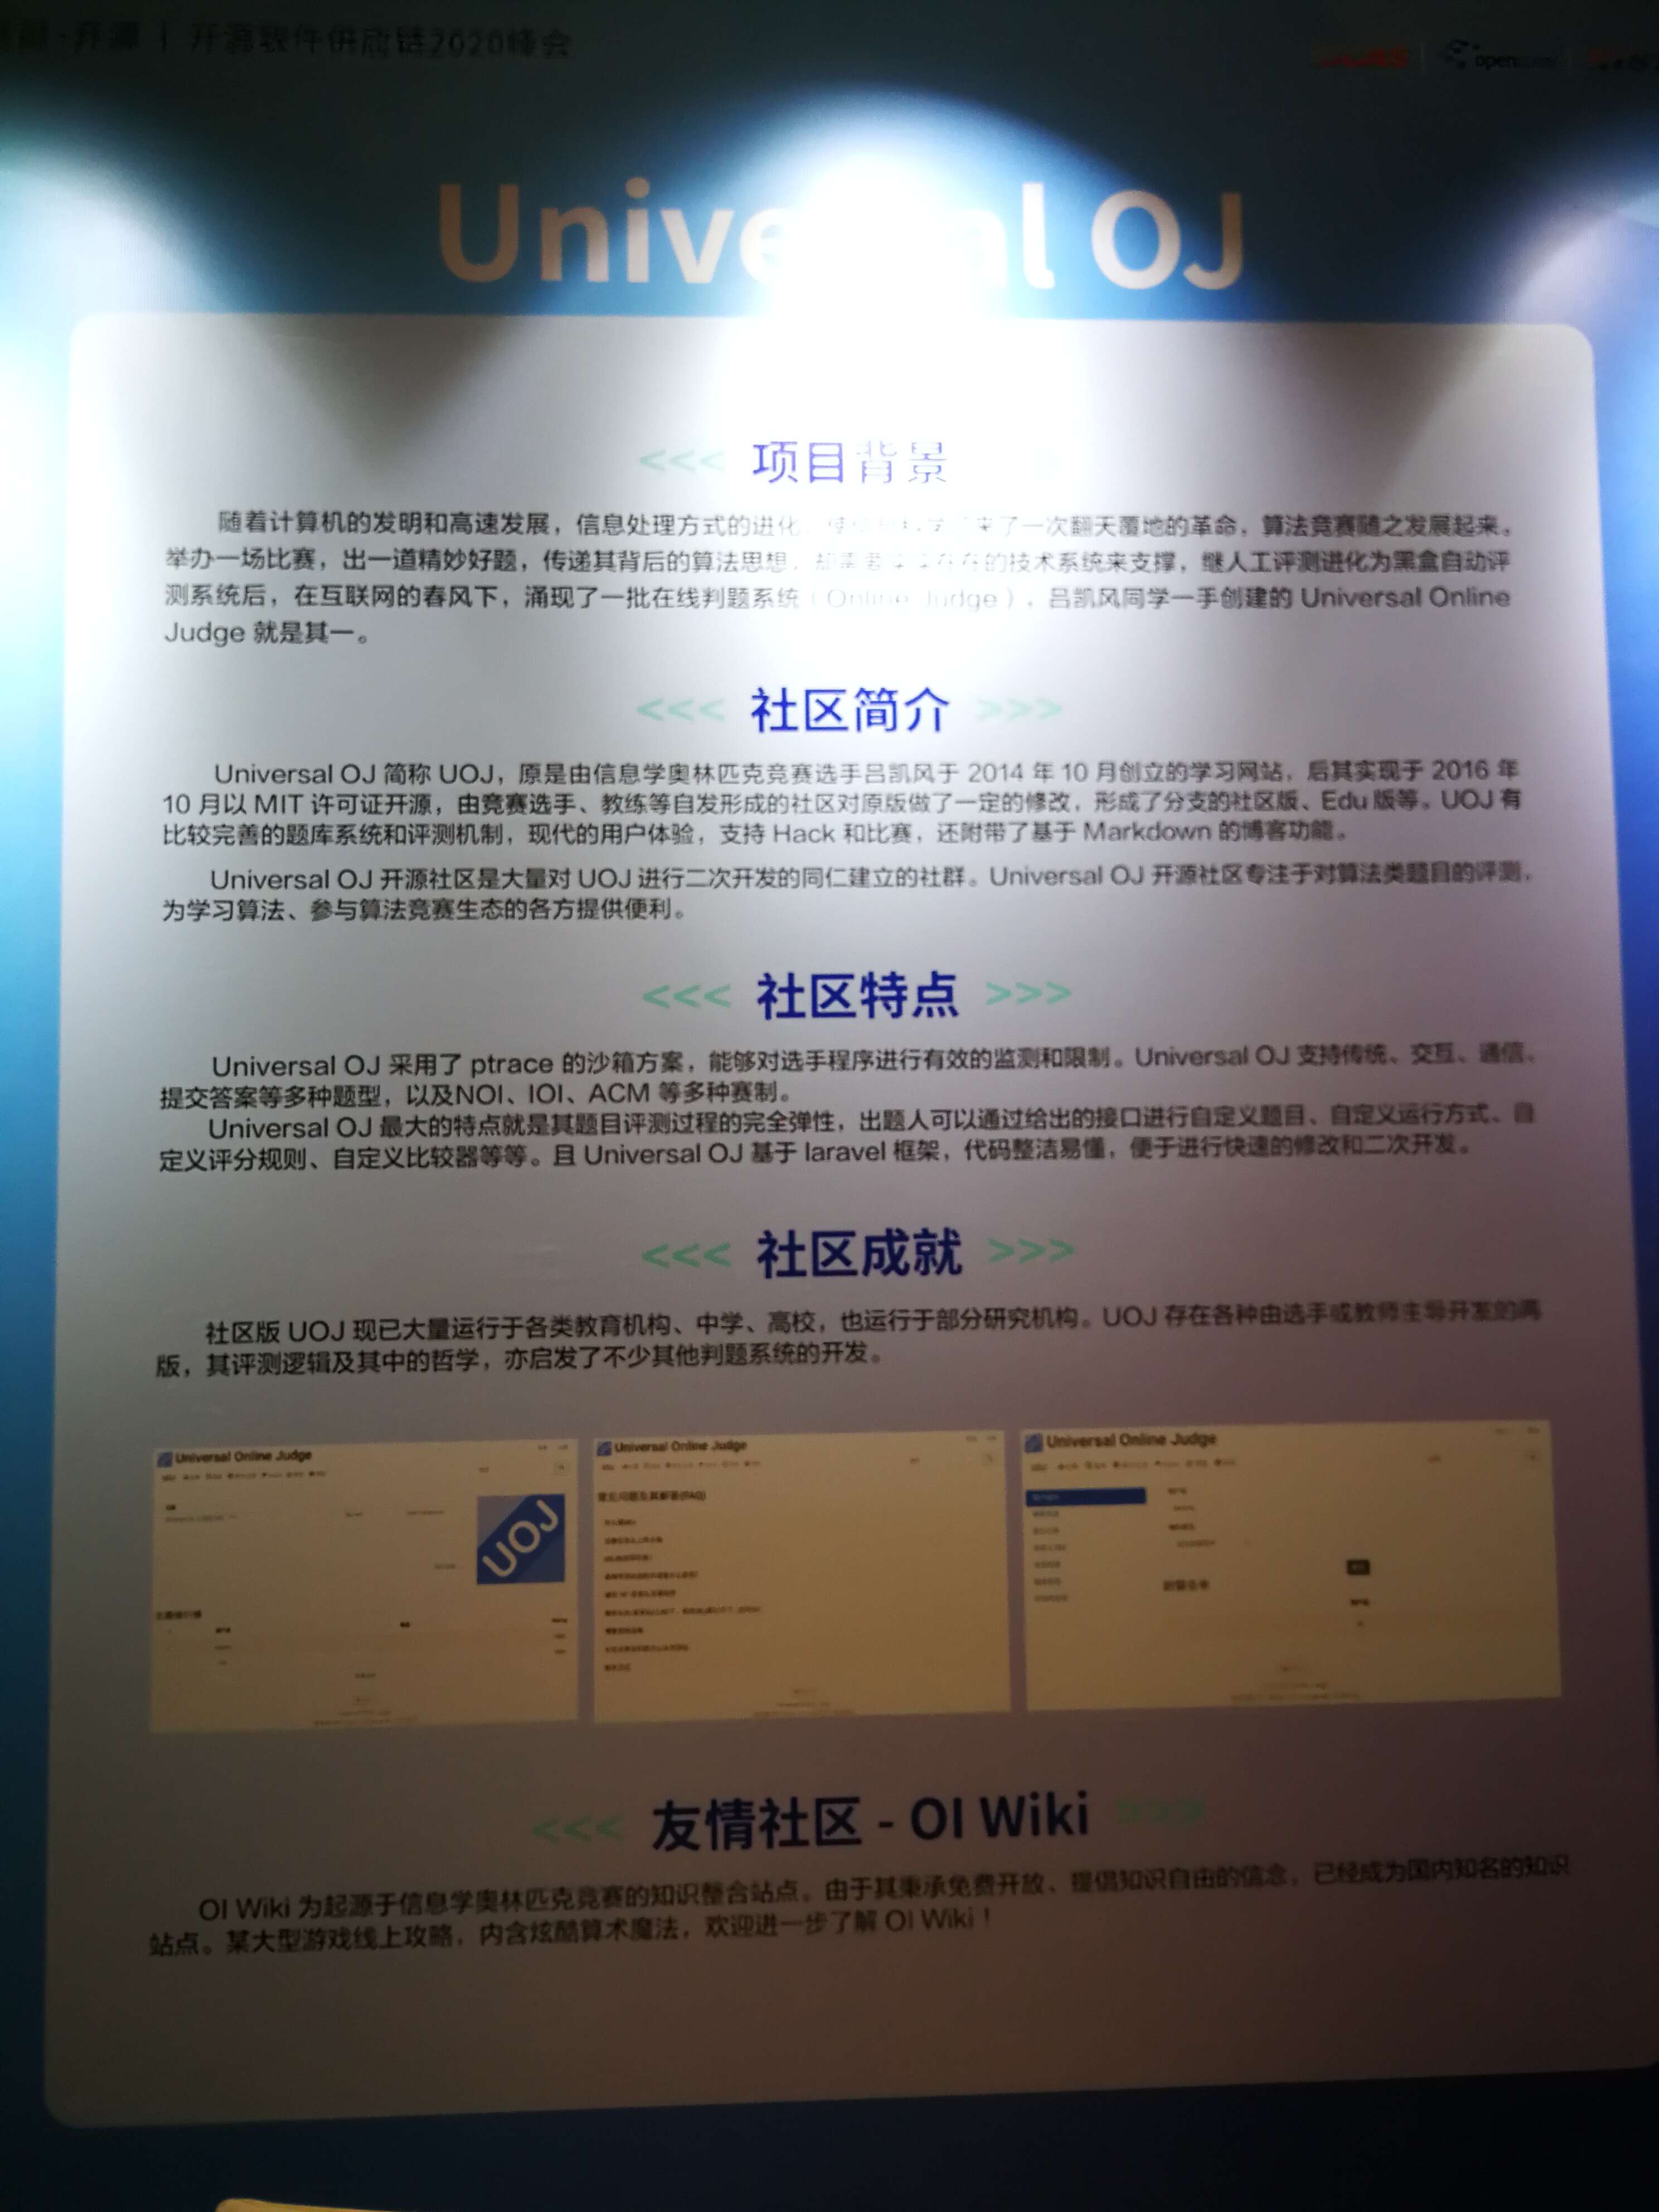 开源 | 开源软件供应链2020峰会
open
Universal OJ
<<< 项目背景
随着计算机的发明和高速发展，信息处理方式的进化，来了一次翻天覆地的革命，算法竞赛随之发展起来。
举办一场比赛，出一道精妙好题，传递其背后的算法思想，却需要实实在在的技术系统来支撑，继人工评测进化为黑盒自动评
测系统后，在互联网的春风下，涌现了一批在线判题系统（Online Judge），吕凯风同学一手创建的 Universal Online
Judge 就是其一。
<<< 社区简介 >>>
Universal OJ 简称 UOJ，原是由信息学奥林匹克竞赛选手吕凯风于 2014 年 10 月创立的学习网站，后其实现于 2016 年
10 月以 MIT 许可证开源，由竞赛选手、教练等自发形成的社区对原版做了一定的修改，形成了分支的社区版、Edu 版等。UOJ 有
比较完善的题库系统和评测机制，现代的用户体验，支持 Hack 和比赛，还附带了基于 Markdown 的博客功能。
Universal OJ 开源社区是大量对 UOJ 进行二次开发的同仁建立的社群。Universal OJ 开源社区专注于对算法类题目的评测，
为学习算法、参与算法竞赛生态的各方提供便利。
<<< 社区特点 >>>
Universal OJ 采用了 ptrace 的沙箱方案，能够对选手程序进行有效的监测和限制。Universal OJ 支持传统、交互、通信、
提交答案等多种题型，以及NOI、IOI、ACM 等多种赛制。
Universal OJ 最大的特点就是其题目评测过程的完全弹性，出题人可以通过给出的接口进行自定义题目、自定义运行方式、自
定义评分规则、自定义比较器等等。且 Universal OJ 基于 laravel 框架，代码整洁易懂，便于进行快速的修改和二次开发。
<<< 社区成就 >>>
社区版 UOJ 现已大量运行于各类教育机构、中学、高校，也运行于部分研究机构。UOJ 存在各种由选手或教师主导开发的再
版，其评测逻辑及其中的哲学，亦启发了不少其他判题系统的开发。
Universal Online Judge
UOJ
Universal Online Judge
常见问题及其解答(FAQ)
Universal Online Judge
<<< 友情社区 - OI Wiki >>>
OI Wiki 为起源于信息学奥林匹克竞赛的知识整合站点。由于其秉承免费开放、提倡知识自由的信念，已经成为国内知名的知识
站点。某大型游戏线上攻略，内含炫酷算术魔法，欢迎进一步了解 OI Wiki！